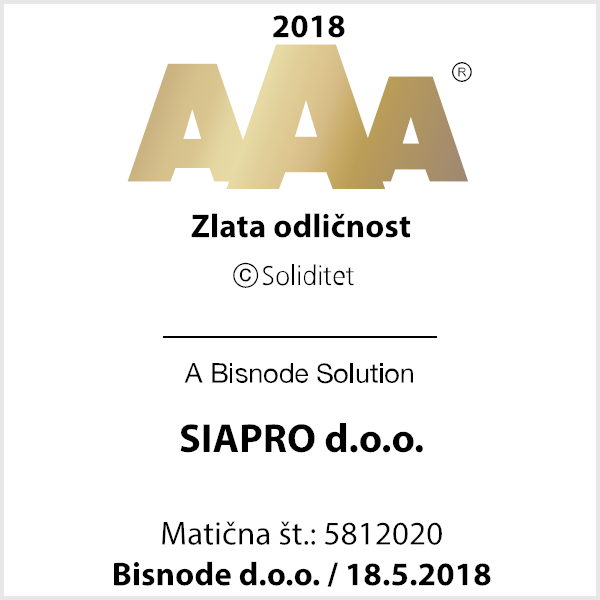 2018
AAA®
Zlata odličnost
©Soliditet
A Bisnode Solution
SIAPRO d.o.o.
Matična št.: 5812020
Bisnode d.o.o. / 18.5.2018